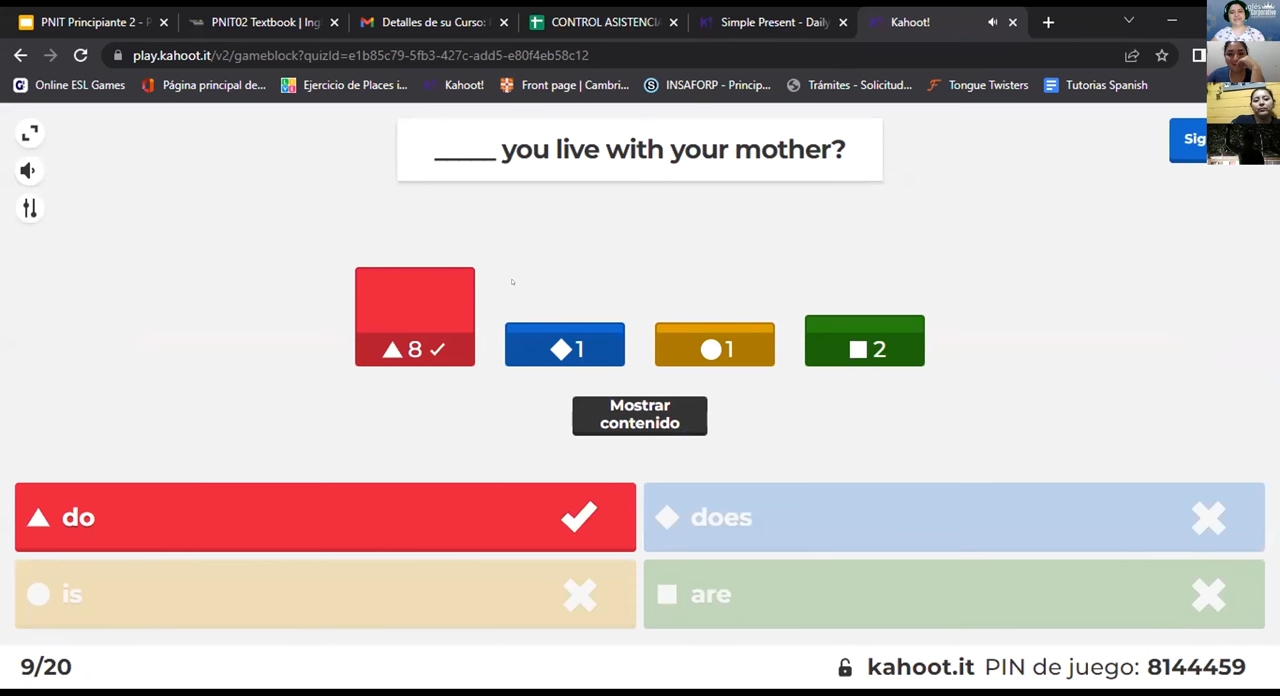 PNIT Principiante 2 - P
PNIT02 Textbook | Ing
Detalles de su Curso:
CONTROL ASISTENCIA
Simple Present - Daily
Kahoot!
play.kahoot.it/v2/gameblock?quizId=e1b85c79-5fb3-427c-add5-e80f4eb58c12
Online ESL Games
Página principal de...
Ejercicio de Places i...
Kahoot!
Front page | Cambri...
INSAFORP - Princip...
Trámites - Solicitud...
Tongue Twisters
Tutorias Spanish
_____ you live with your mother?
Sig
8
1
1
2
Mostrar
contenido
do
does
is
are
9/20
kahoot.it PIN de juego: 8144459